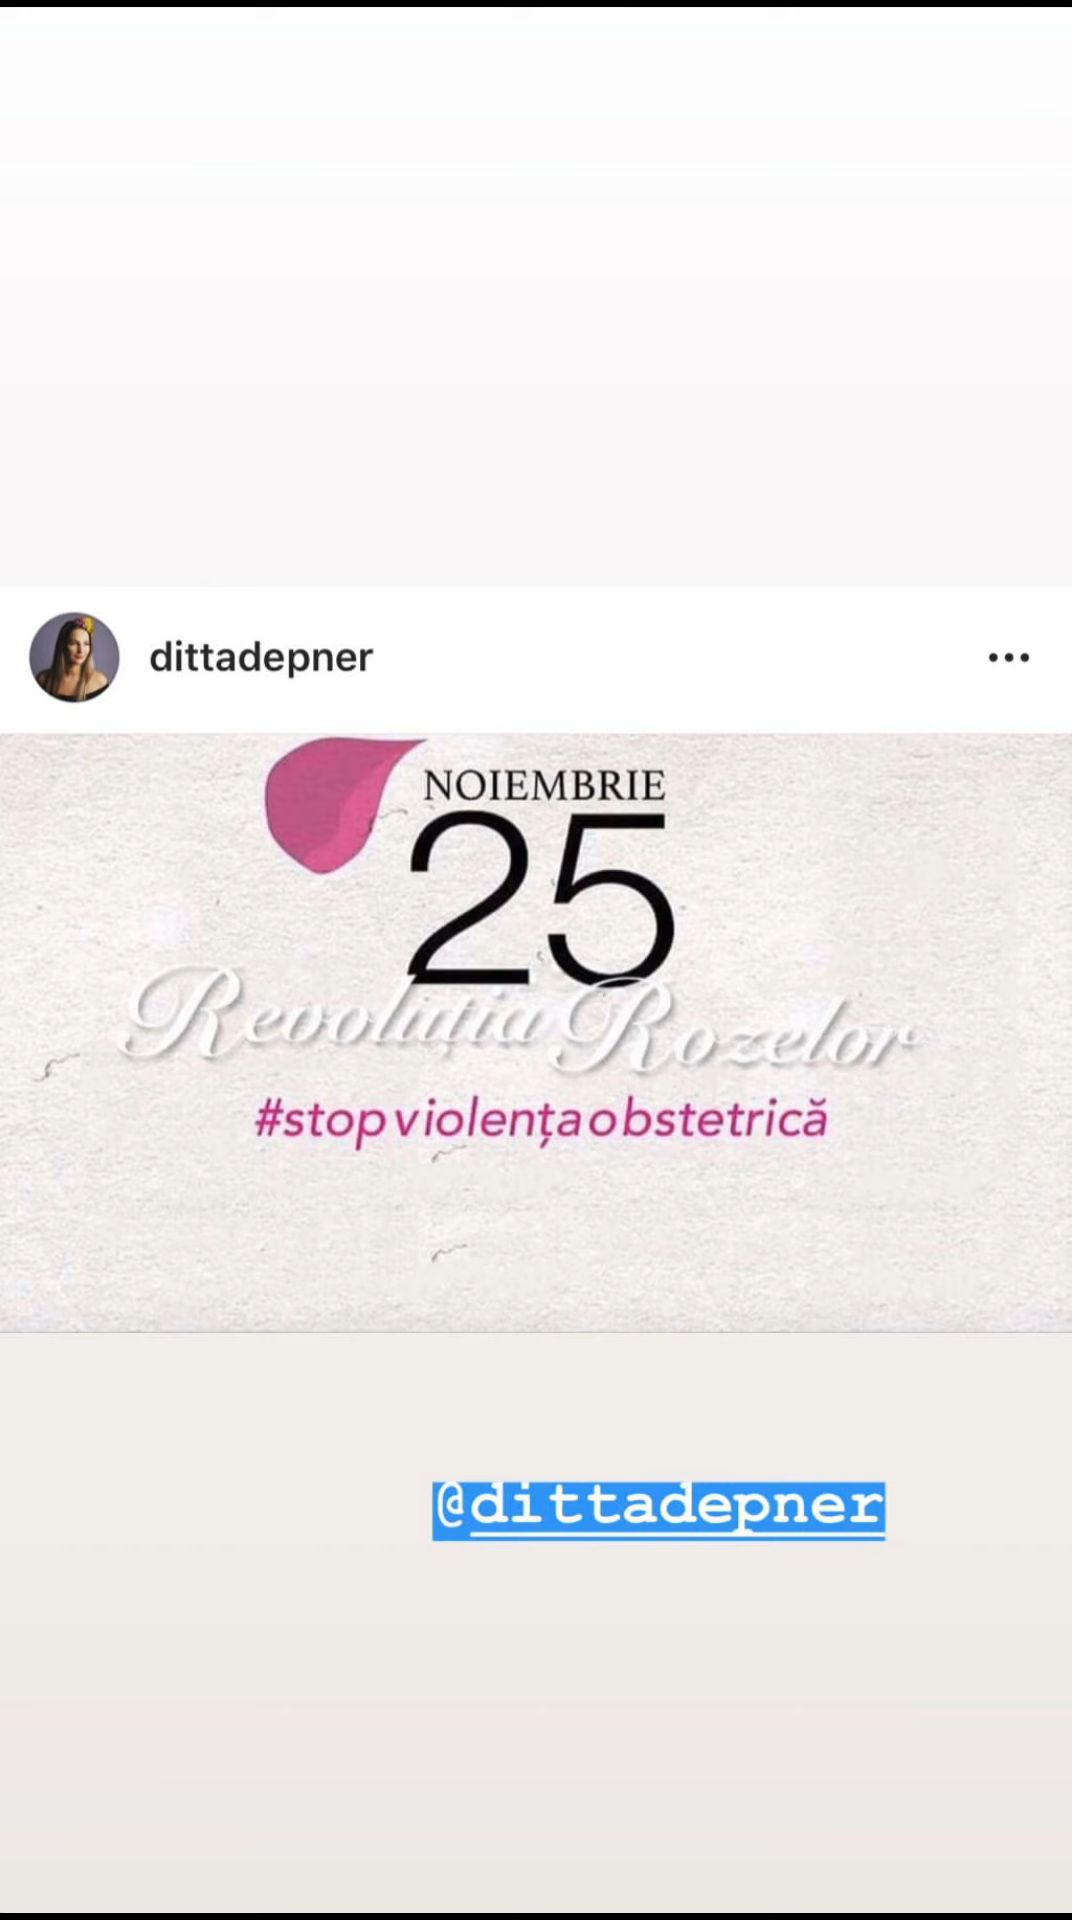 dittadepner
NOIEMBRIE
25
Revoluția Rozelor
#stopviolențaobstetrică
@dittadepner